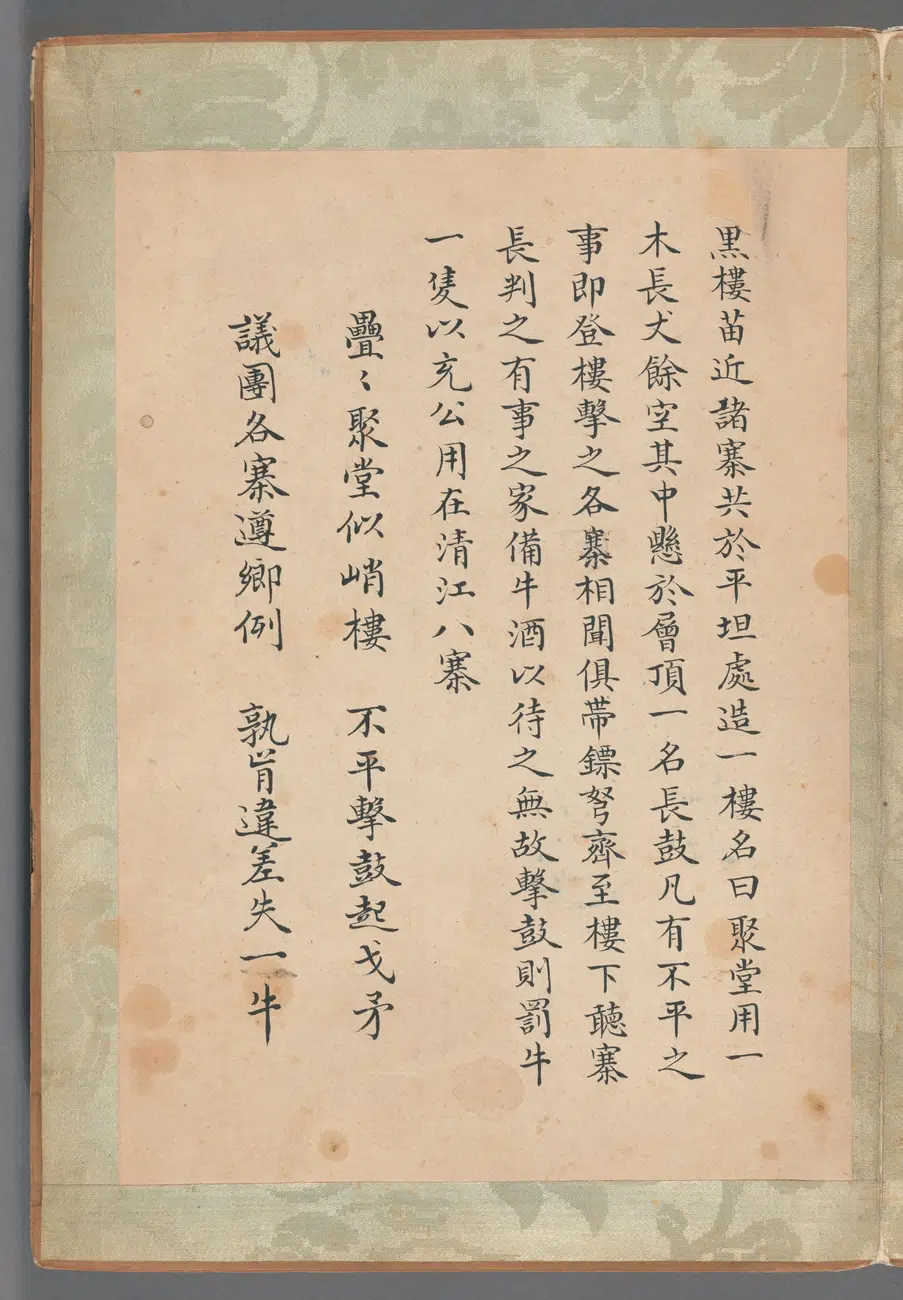 黒樓苗近諸寨共於平坦處造一樓名曰聚堂用一
木長犬餘空其中懸於層頂一名長鼓凡有不平之
事即登樓擊之各寨相聞俱帶鏢弩齊至樓下聽寨
長判之有事之家備牛酒以待之無故擊鼓則罰牛
一隻以充公用在清江八寨
疊〻聚堂似峭樓　不平擊鼓起戈矛
議團各寨遵鄉例　孰肯違差失一牛